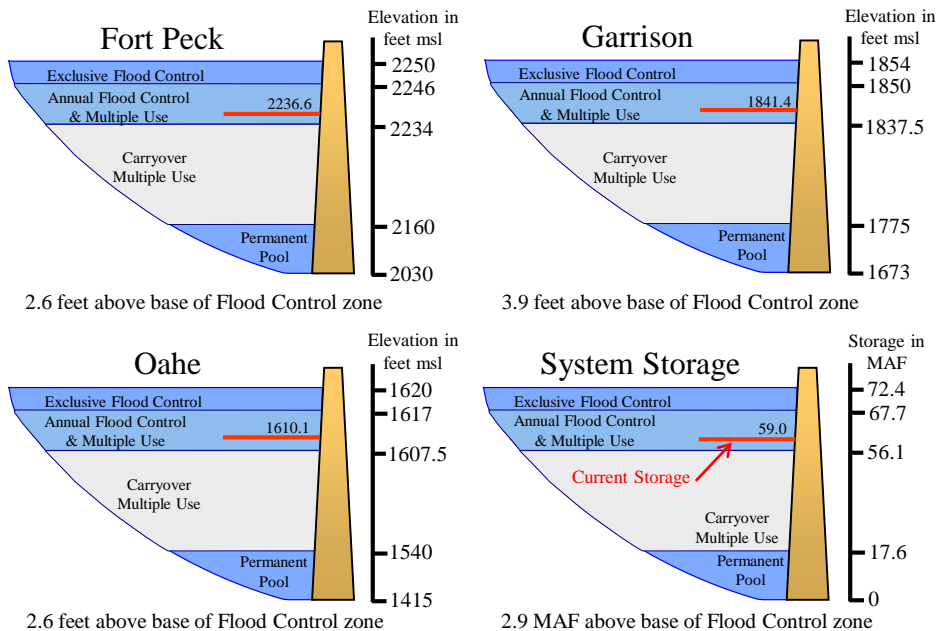 Fort Peck
Elevation in
feet msl
Exclusive Flood Control
Annual Flood Control
& Multiple Use
2236.6
Carryover
Multiple Use
Permanent
Pool
2250
2246
2234
2160
2030
2.6 feet above base of Flood Control zone
Garrison
Elevation in
feet msl
Exclusive Flood Control
Annual Flood Control
& Multiple Use
1841.4
Carryover
Multiple Use
Permanent
Pool
1854
1850
1837.5
1775
1673
3.9 feet above base of Flood Control zone
Oahe
Elevation in
feet msl
Exclusive Flood Control
Annual Flood Control
& Multiple Use
1610.1
Carryover
Multiple Use
Permanent
Pool
1620
1617
1607.5
1540
1415
2.6 feet above base of Flood Control zone
System Storage
Storage in
MAF
Exclusive Flood Control
Annual Flood Control
& Multiple Use
59.0
Current Storage
Carryover
Multiple Use
Permanent
Pool
72.4
67.7
56.1
17.6
0
2.9 MAF above base of Flood Control zone